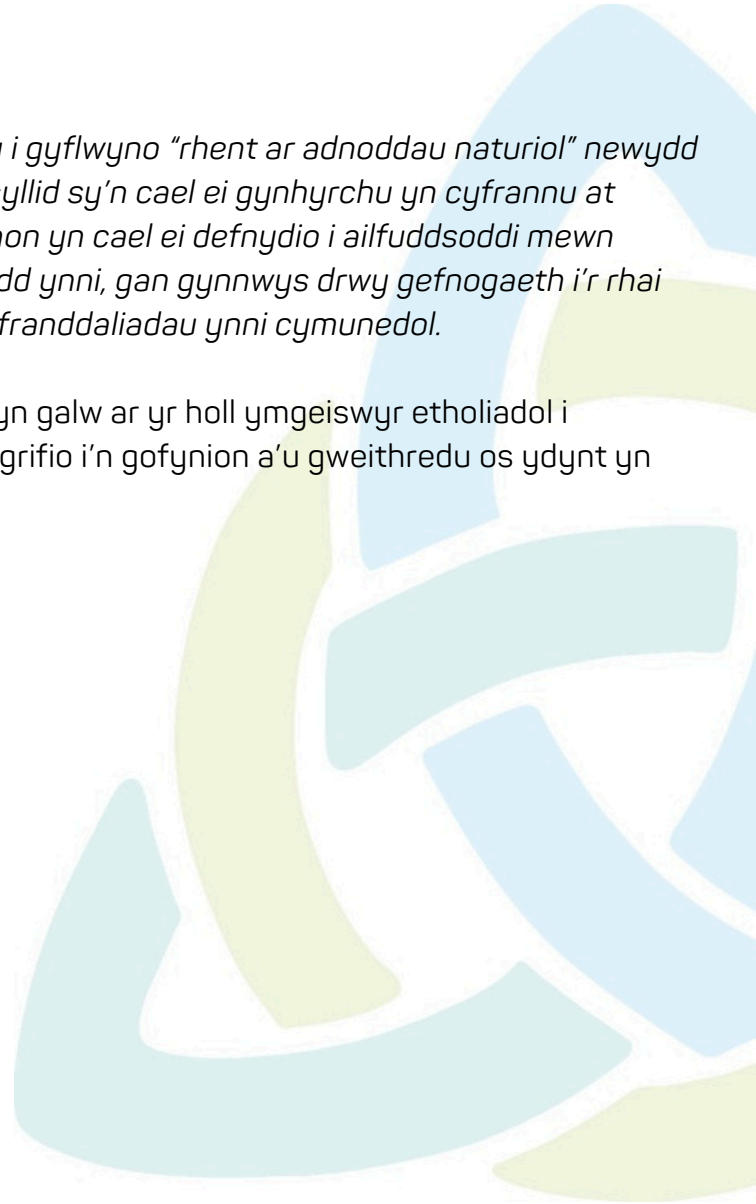 i gyflwyno “rhent ar adnoddau naturiol” newydd
yllid sy’n cael ei gynhyrchu yn cyfrannu at
on yn cael ei defnydio i ailfuddsoddi mewn
dd ynni, gan gynnwys drwy gefnogaeth i’r rhai
franddaliadau ynni cymunedol.
yn galw ar yr holl ymgeiswyr etholiadol i
grifio i’n gofynion a’u gweithredu os ydynt yn